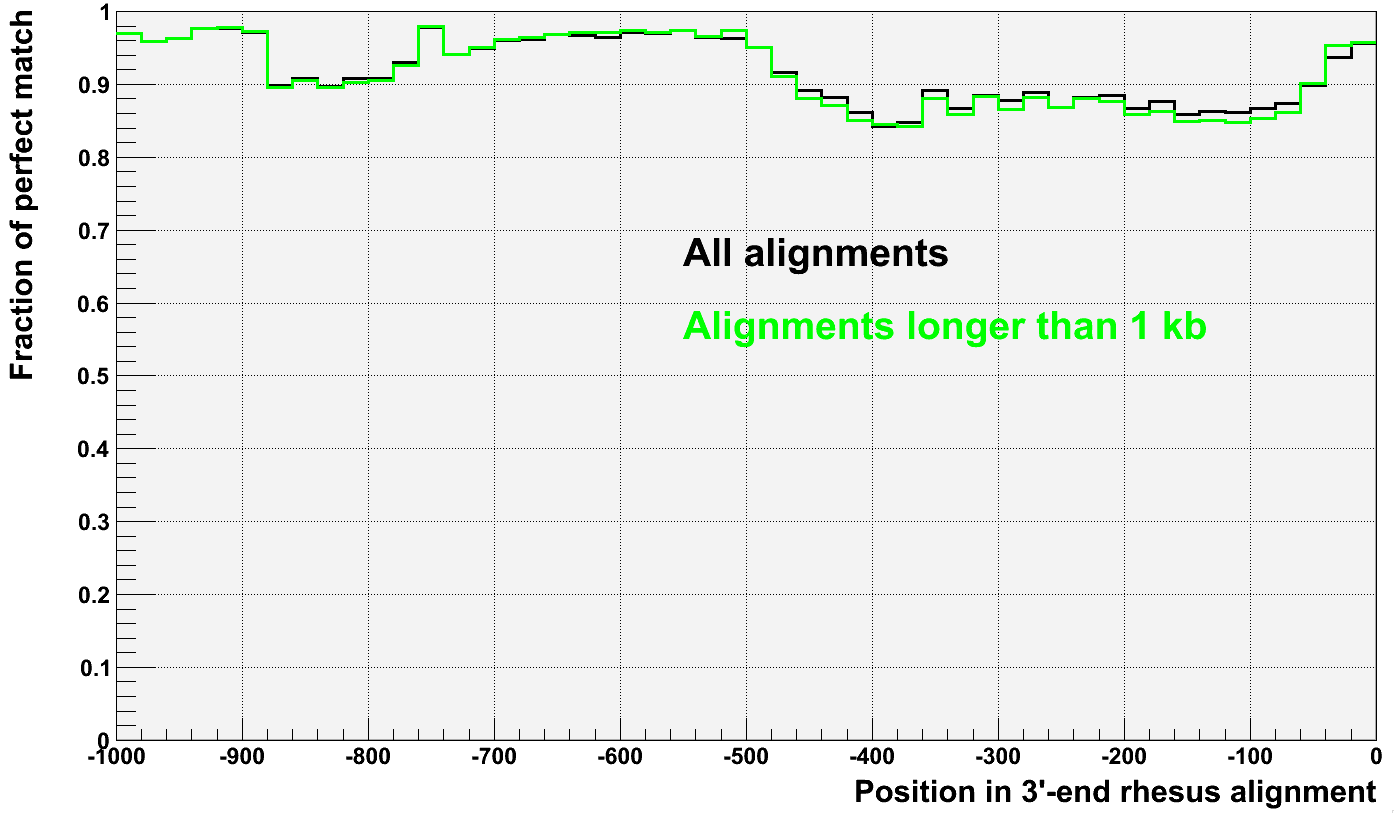 Fraction of perfect match
1
0.9
0.8
0.7
0.6
0.5
0.4
0.3
0.2
0.1
0
All alignments
Alignments longer than 1 kb
-1000 -900 -800 -700 -600 -500 -400 -300 -200 -100 0
Position in 3'-end rhesus alignment